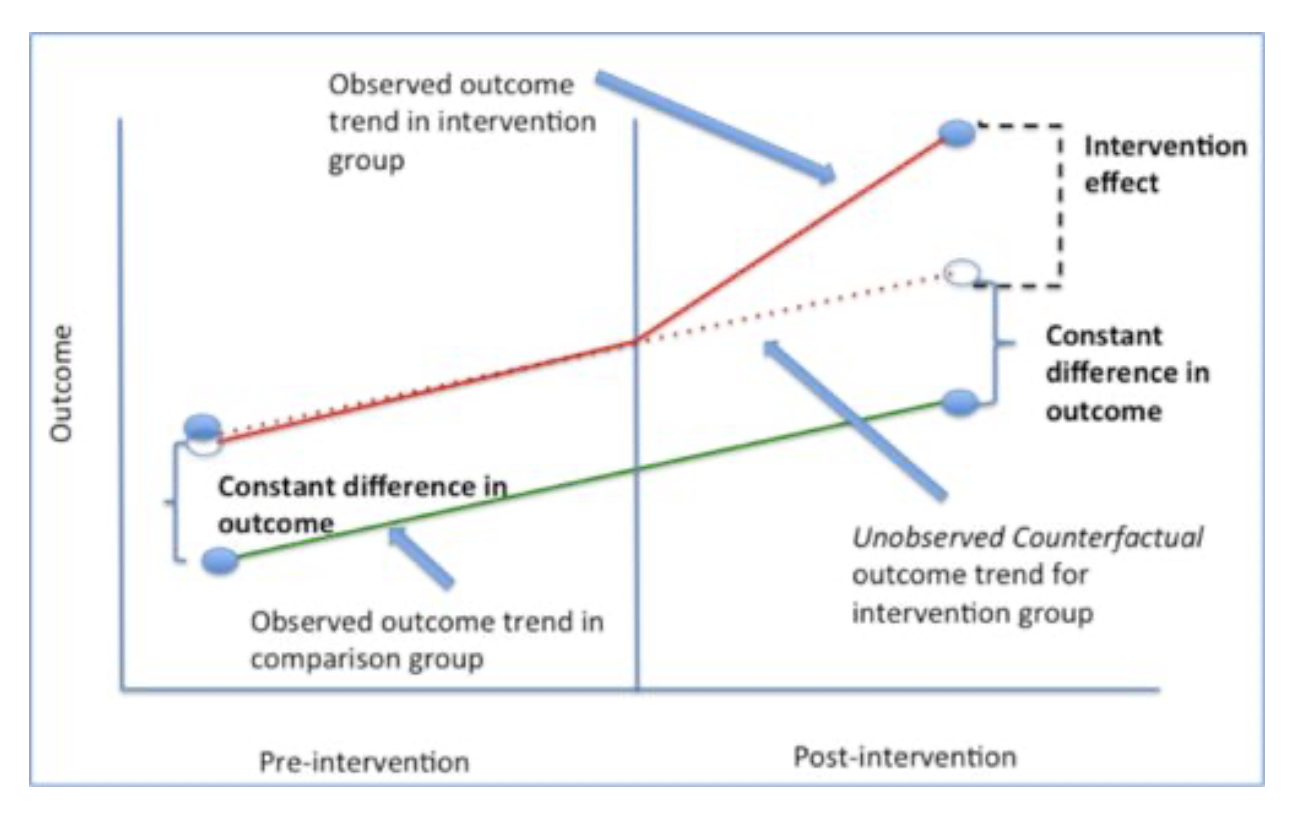 Observed outcome
trend in intervention
group
Intervention
effect
Outcome
Constant
difference in
outcome
Constant difference in
outcome
Unobserved Counterfactual
outcome trend for
intervention group
Observed outcome trend in
comparison group
Pre-intervention
Post-intervention